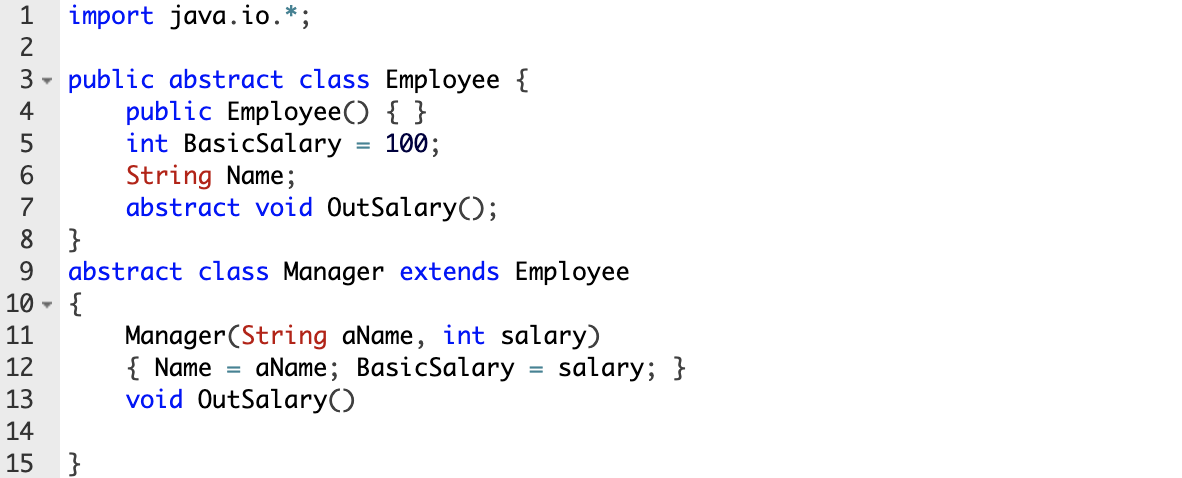 1 import java.io.*;
2
3 public abstract class Employee {
4     public Employee() { }
5     int BasicSalary = 100;
6     String Name;
7     abstract void OutSalary();
8 }
9 abstract class Manager extends Employee
10 {
11     Manager(String aName, int salary)
12     { Name = aName; BasicSalary = salary; }
13     void OutSalary()
14
15 }